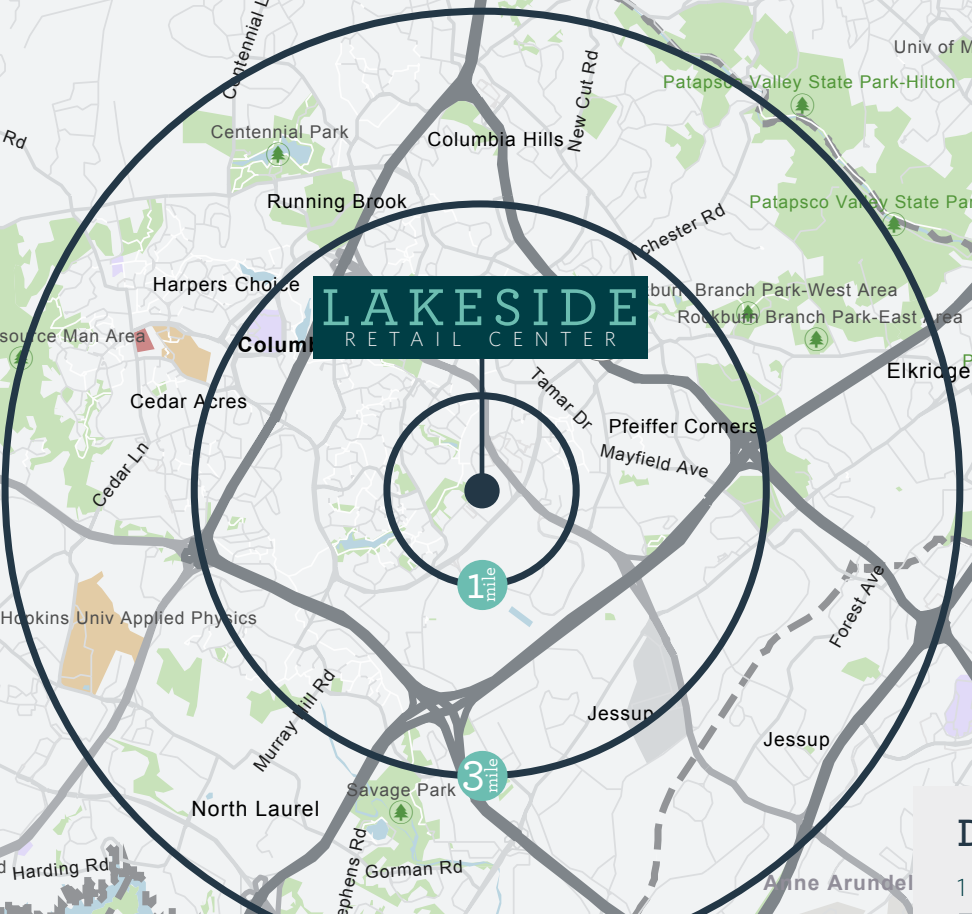 Centennial L
Univ of M
Patapsco Valley State Park-Hilton
New Cut Rd
Rd
Centennial Park
Columbia Hills
Running Brook
Patapsco Valley State Par
lchester Rd
Harpers Choice
LAKESIDE
RETAIL CENTER
kburn Branch Park-West Area
Rockburn Branch Park-East Area
source Man Area
Columb
Elkridge
P
Tamar Dr
Cedar Acres
Pfeiffer Corners
Mayfield Ave
Cedar Ln
1 mile
Forest Ave
Hopkins Univ Applied Physics
Murray Hill Rd
Jessup
Jessup
3 mile
Savage Park
North Laurel
D
ephens Rd
Gorman Rd
d Harding Rd
Anne Arundel
1